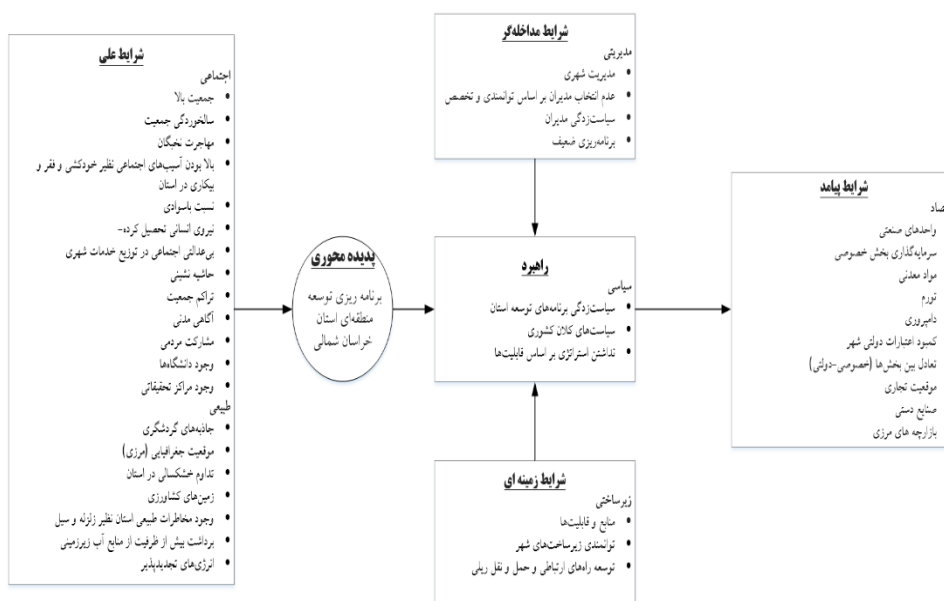 شرایط علی
اجتماعی
جمعیت بالا
سالخوردگی جمعیت
مهاجرت نخبگان
بالا بودن آسیب‌های اجتماعی نظیر خودکشی و فقر و
بیکاری در استان
نسبت باسوادی
نیروی انسانی تحصیل کرده-
بی‌عدالتی اجتماعی در توزیع خدمات شهری
حاشیه نشینی
تراکم جمعیت
آگاهی مدنی
مشارکت مردمی
وجود دانشگاه‌ها
وجود مراکز تحقیقاتی
طبیعی
جاذبه‌های گردشگری
موقعیت جغرافیایی (مرزی)
تداوم خشکسالی در استان
زمین‌های کشاورزی
وجود مخاطرات طبیعی استان نظیر زلزله و سیل
برداشت بیش از ظرفیت از منابع آب زیرزمینی
انرژی‌های تجدیدپذیر
پدیده محوری
برنامه ریزی توسعه
منطقه‌ای استان
خراسان شمالی
شرایط مداخله‌گر
مدیریتی
مدیریت شهری
عدم انتخاب مدیران بر اساس توانمندی و تخصص
سیاست‌زدگی مدیران
برنامه‌ریزی ضعیف
راهبرد
سیاسی
سیاست‌زدگی برنامه‌های توسعه استان
سیاست‌های کلان کشوری
نداشتن استراتژی بر اساس قابلیت‌ها
شرایط زمینه ای
زیرساختی
منابع و قابلیت‌ها
توانمندی زیرساخت‌های شهر
توسعه راه‌های ارتباطی و حمل و نقل ریلی
شرایط پیامد
صاد
واحدهای صنعتی
سرمایه‌گذاری بخش خصوصی
مواد معدنی
تورم
دامپروری
کمبود اعتبارات دولتی شهر
تعادل بین بخش‌ها (خصوصی-دولتی)
موقعیت تجاری
صنایع دستی
بازارچه های مرزی